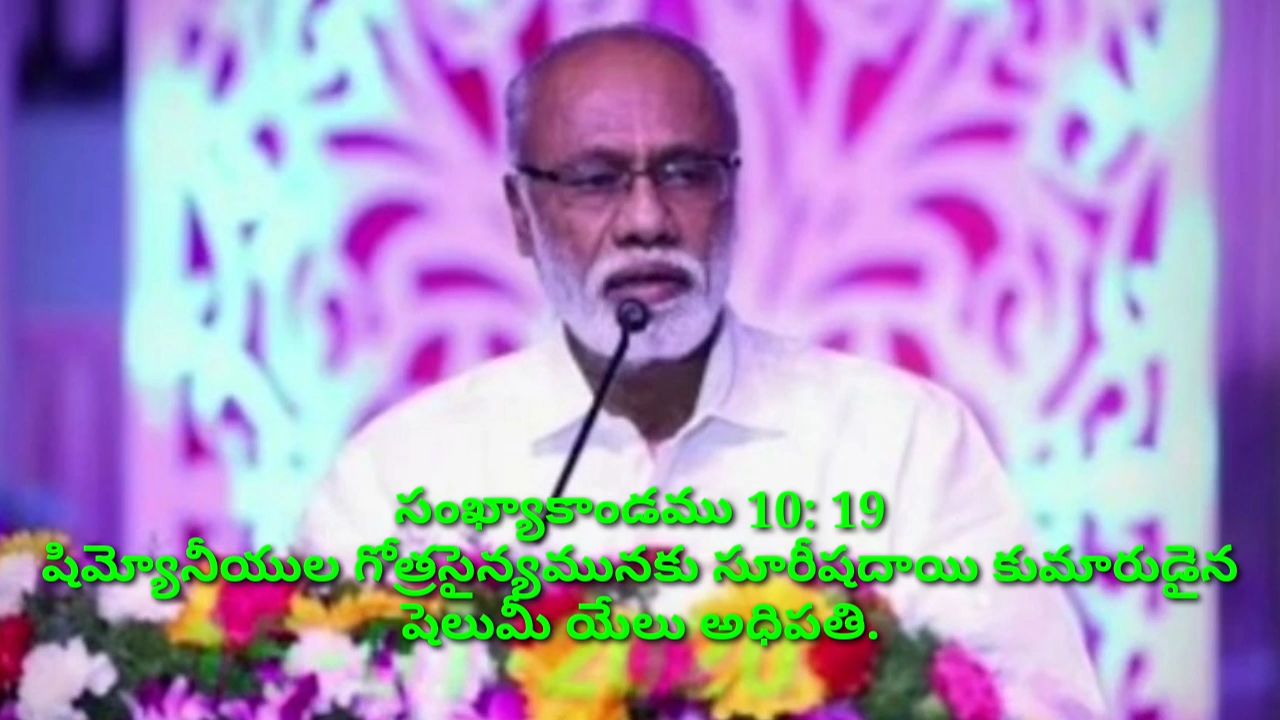 సంఖ్యాకాండము 10: 19
షిమ్యోనీయుల గోత్రసైన్యమునకు సూరీషదాయి కుమారుడైన
షెలుమీ యేలు అధిపతి.